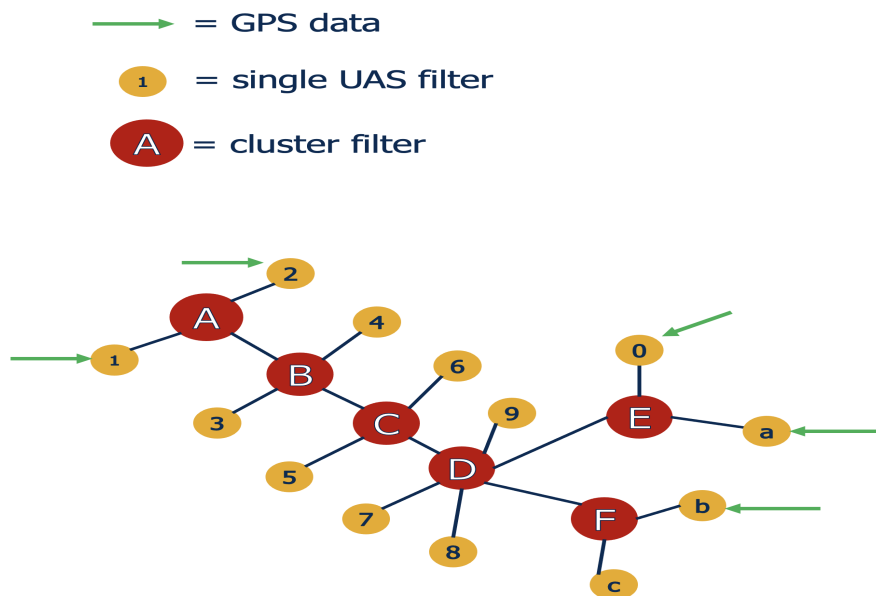 = GPS data
1 = single UAS filter
A = cluster filter
2
A
4
0
1
B
6
3
C
9
E
a
5
D
7
F
b
8
c